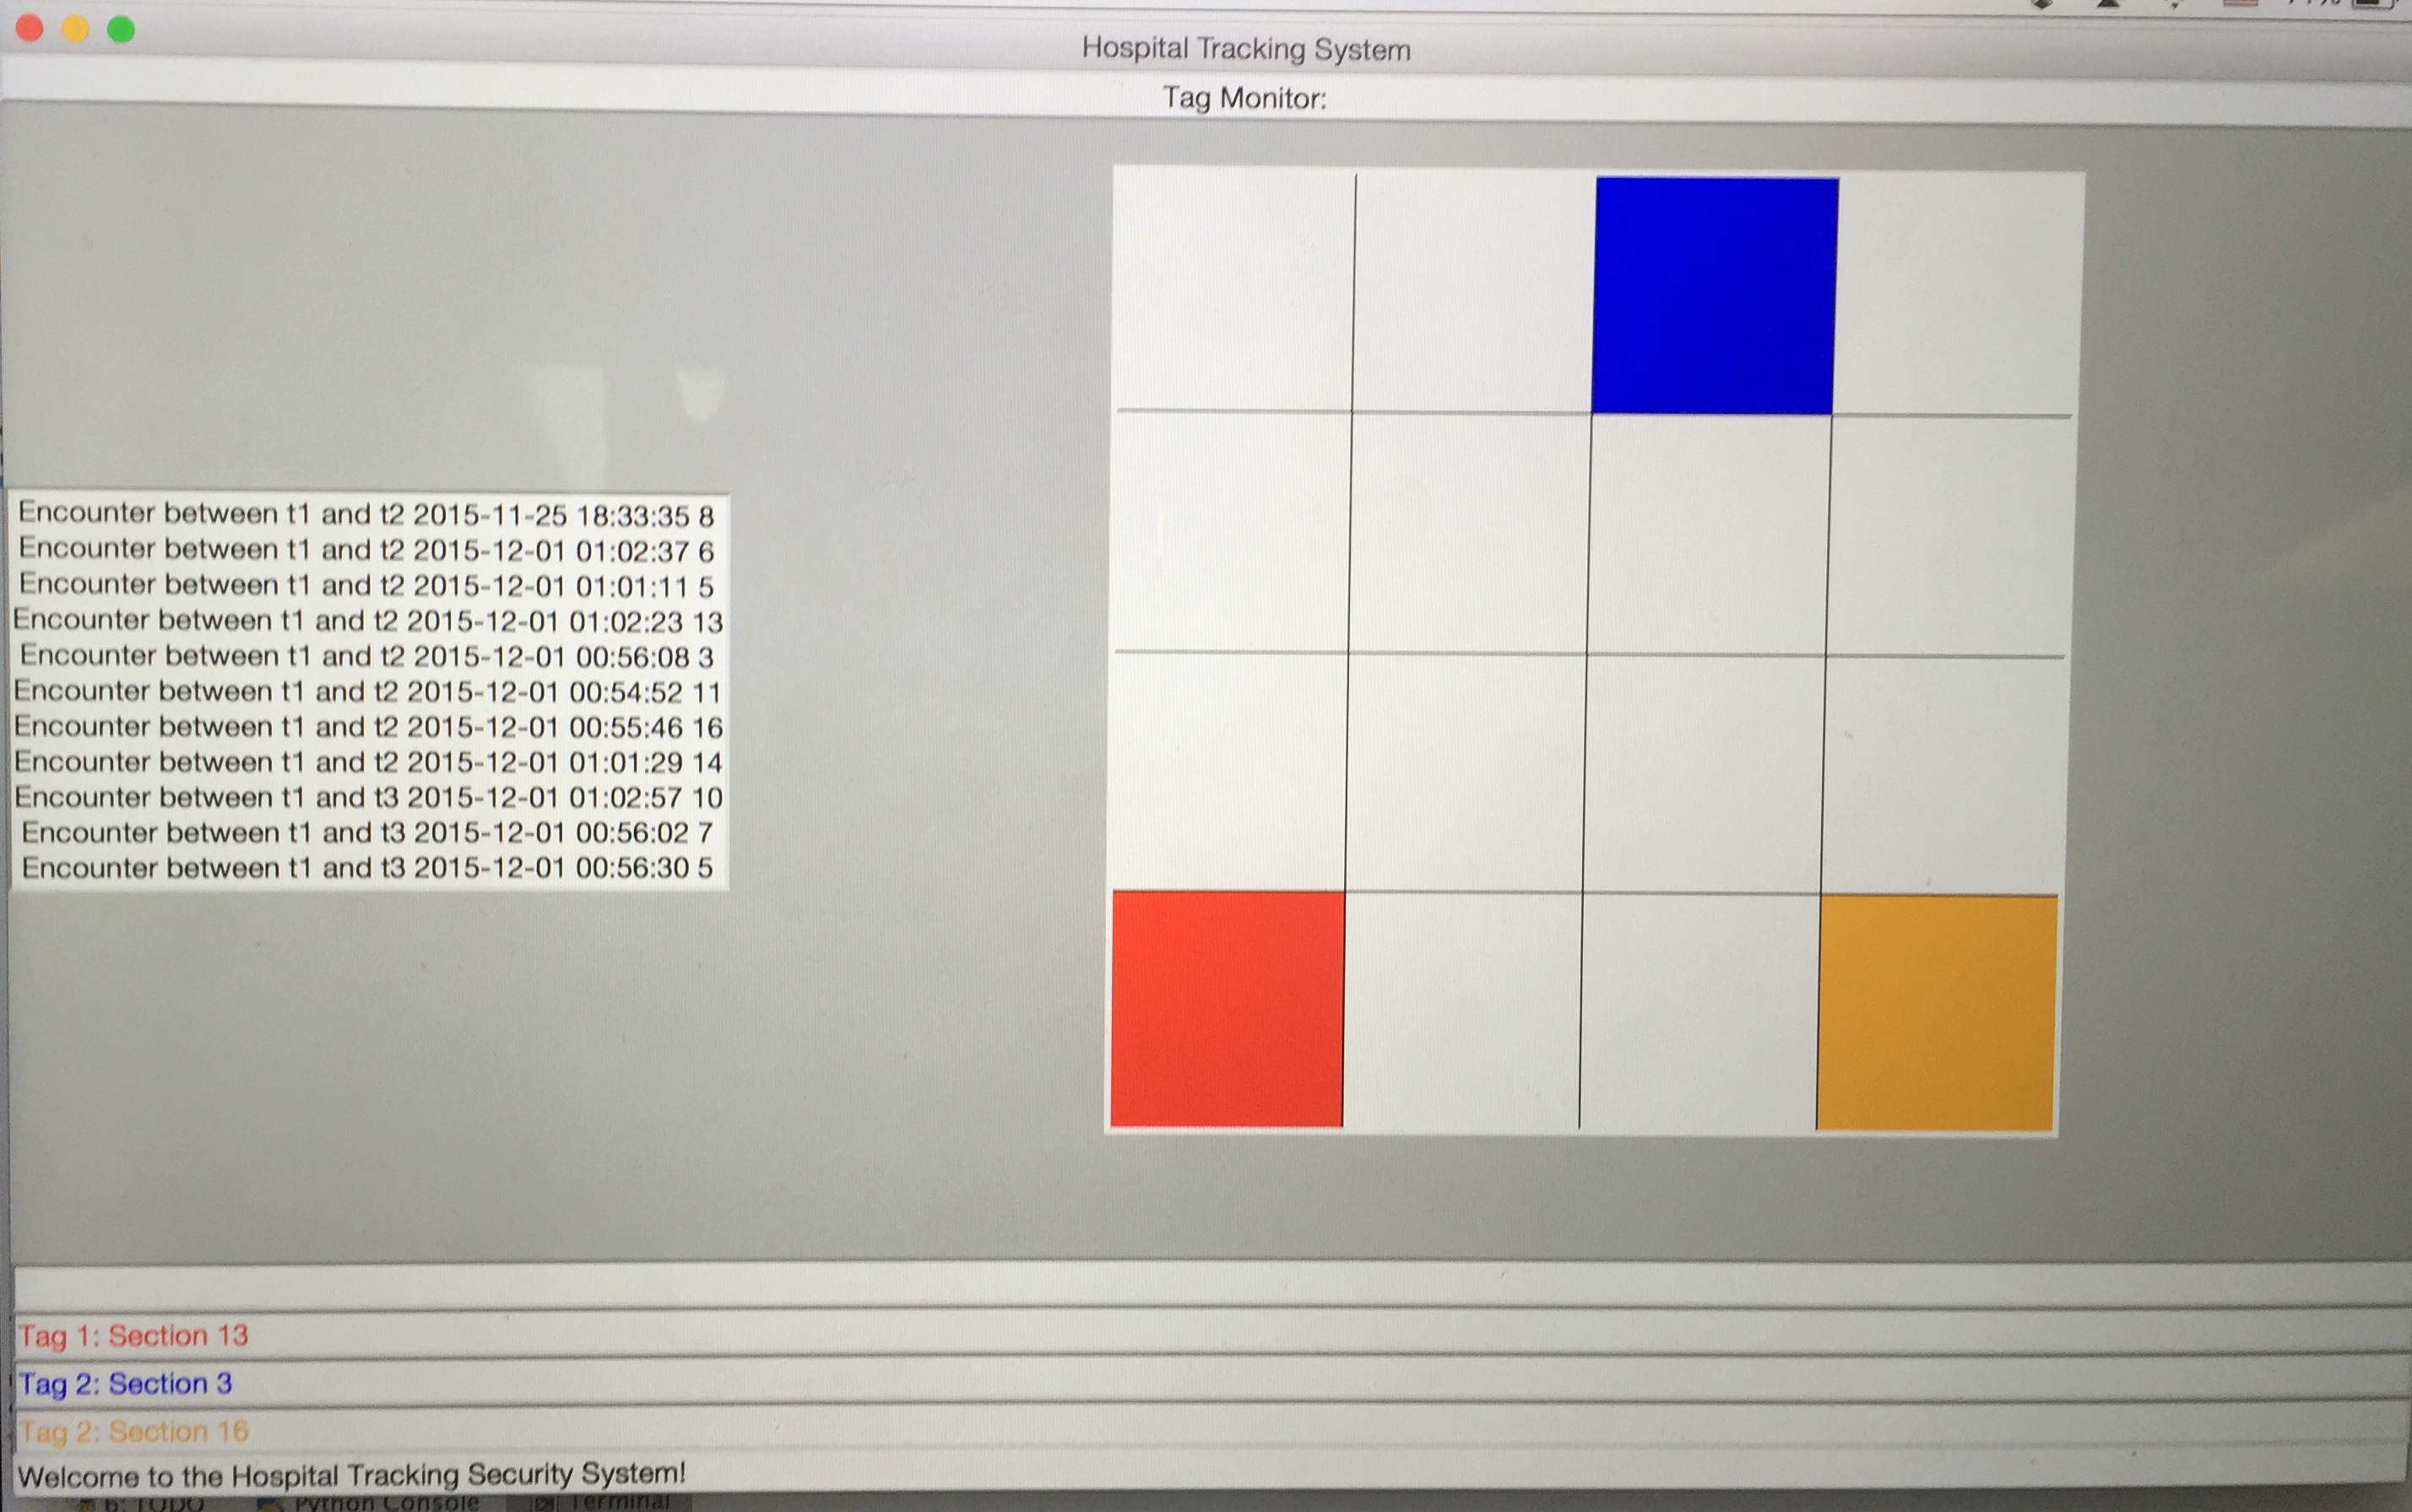 Hospital Tracking System
Tag Monitor:
Encounter between t1 and t2 2015-11-25 18:33:35 8
Encounter between t1 and t2 2015-12-01 01:02:37 6
Encounter between t1 and t2 2015-12-01 01:01:11 5
Encounter between t1 and t2 2015-12-01 01:02:23 13
Encounter between t1 and t2 2015-12-01 00:56:08 3
Encounter between t1 and t2 2015-12-01 00:54:52 11
Encounter between t1 and t2 2015-12-01 00:55:46 16
Encounter between t1 and t2 2015-12-01 01:01:29 14
Encounter between t1 and t3 2015-12-01 01:02:57 10
Encounter between t1 and t3 2015-12-01 00:56:02 7
Encounter between t1 and t3 2015-12-01 00:56:30 5
Tag 1: Section 13
Tag 2: Section 3
Tag 2: Section 16
Welcome to the Hospital Tracking Security System!
6: TODO Python Console Terminal